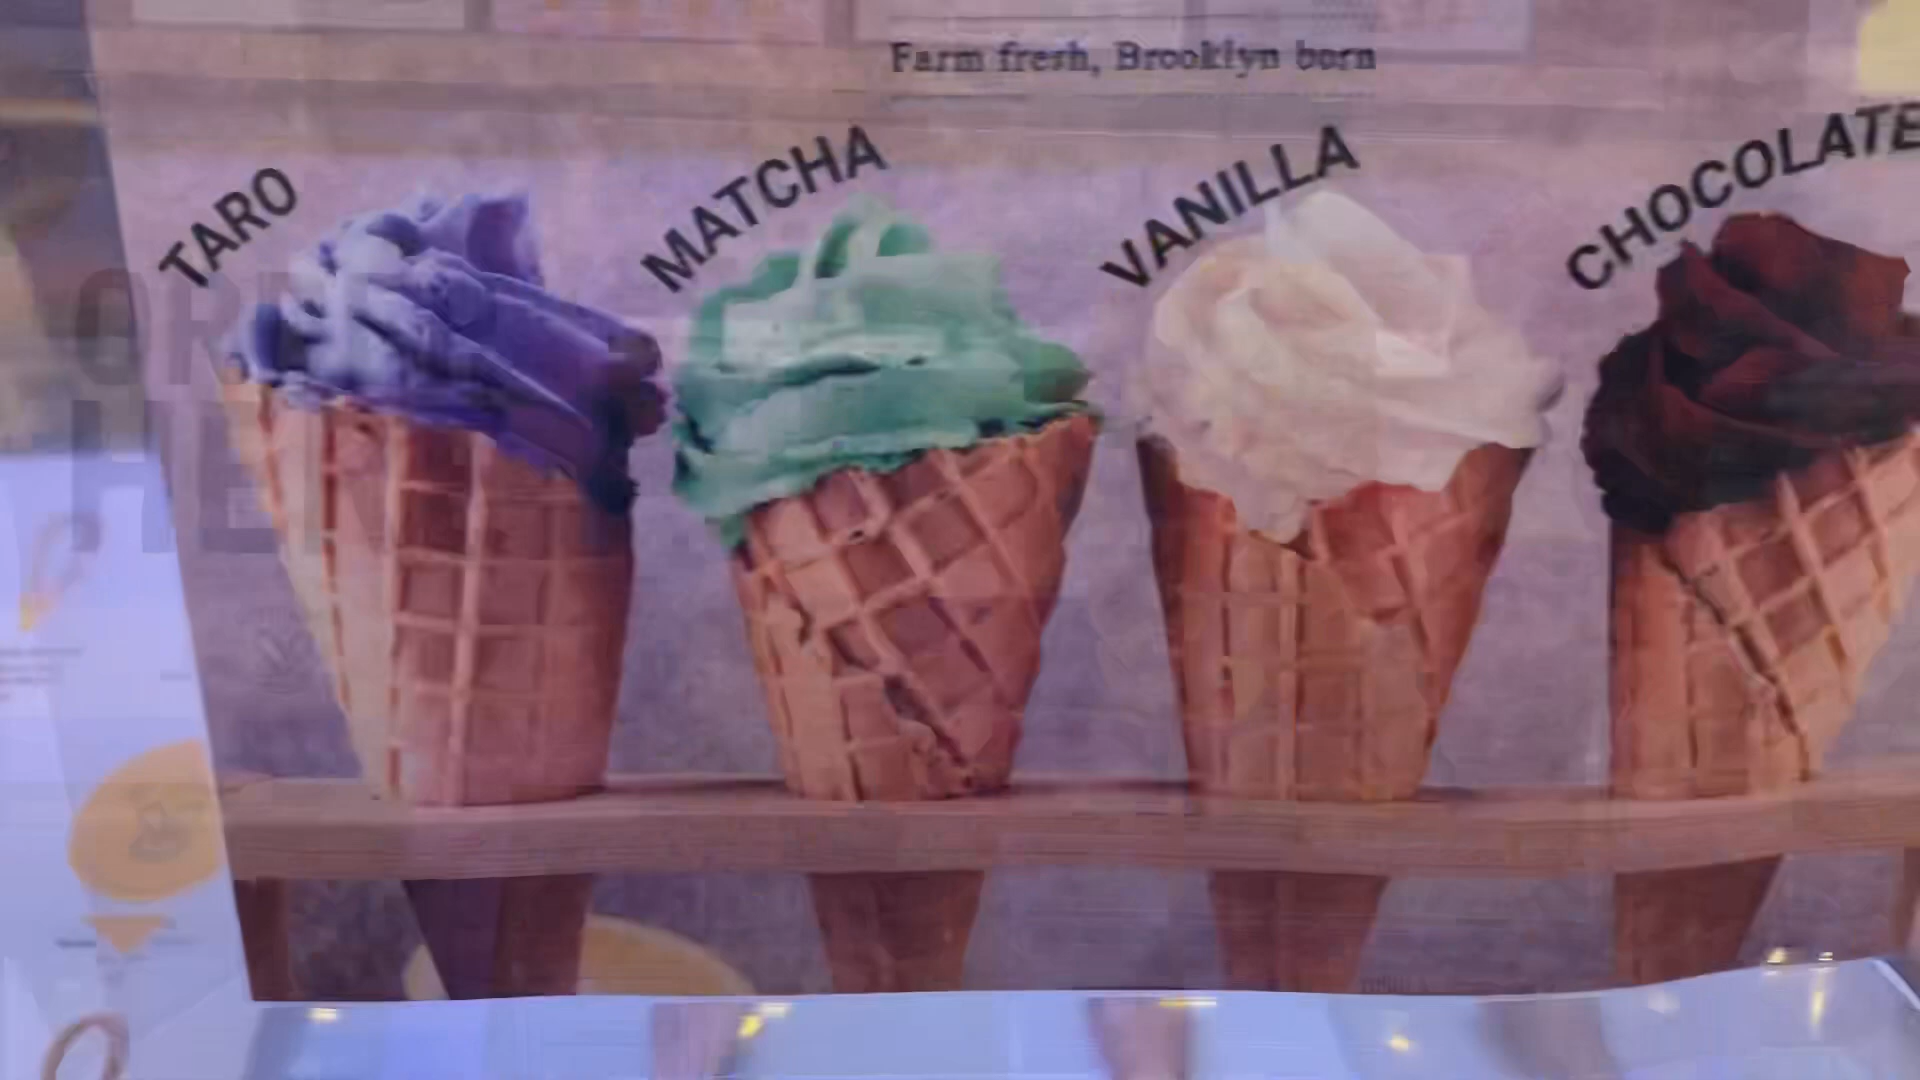 Farm fresh, Brooklyn born
TARO
MATCHA
VANILLA
CHOCOLATE